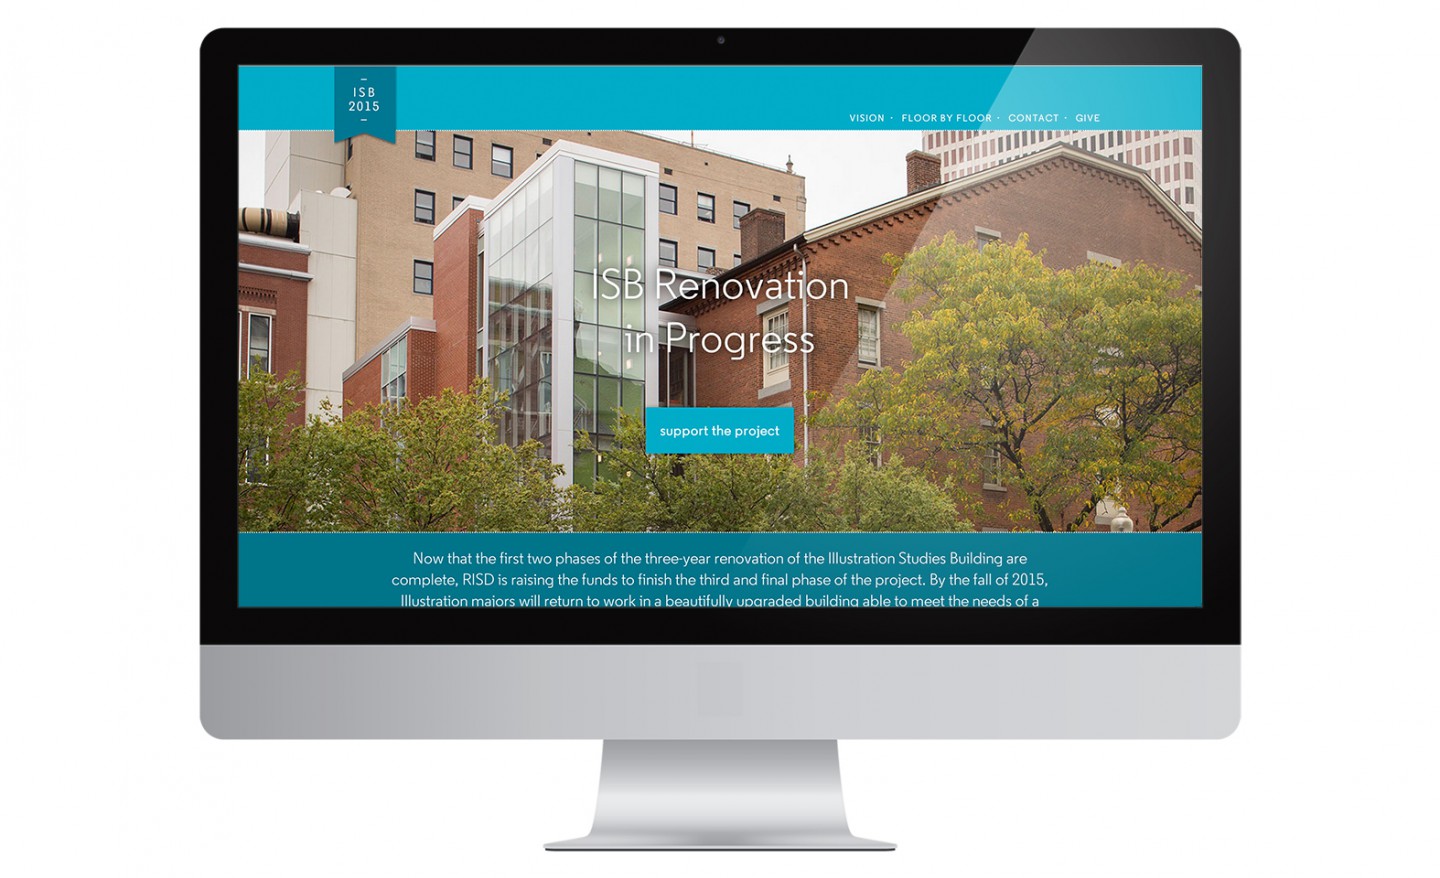 ISB
2015
VISION · FLOOR BY FLOOR · CONTACT · GIVE
ISB Renovation
in Progress
support the project
Now that the first two phases of the three-year renovation of the Illustration Studies Building are
complete, RISD is raising the funds to finish the third and final phase of the project. By the fall of 2015,
Illustration majors will return to work in a beautifully upgraded building able to meet the needs of a